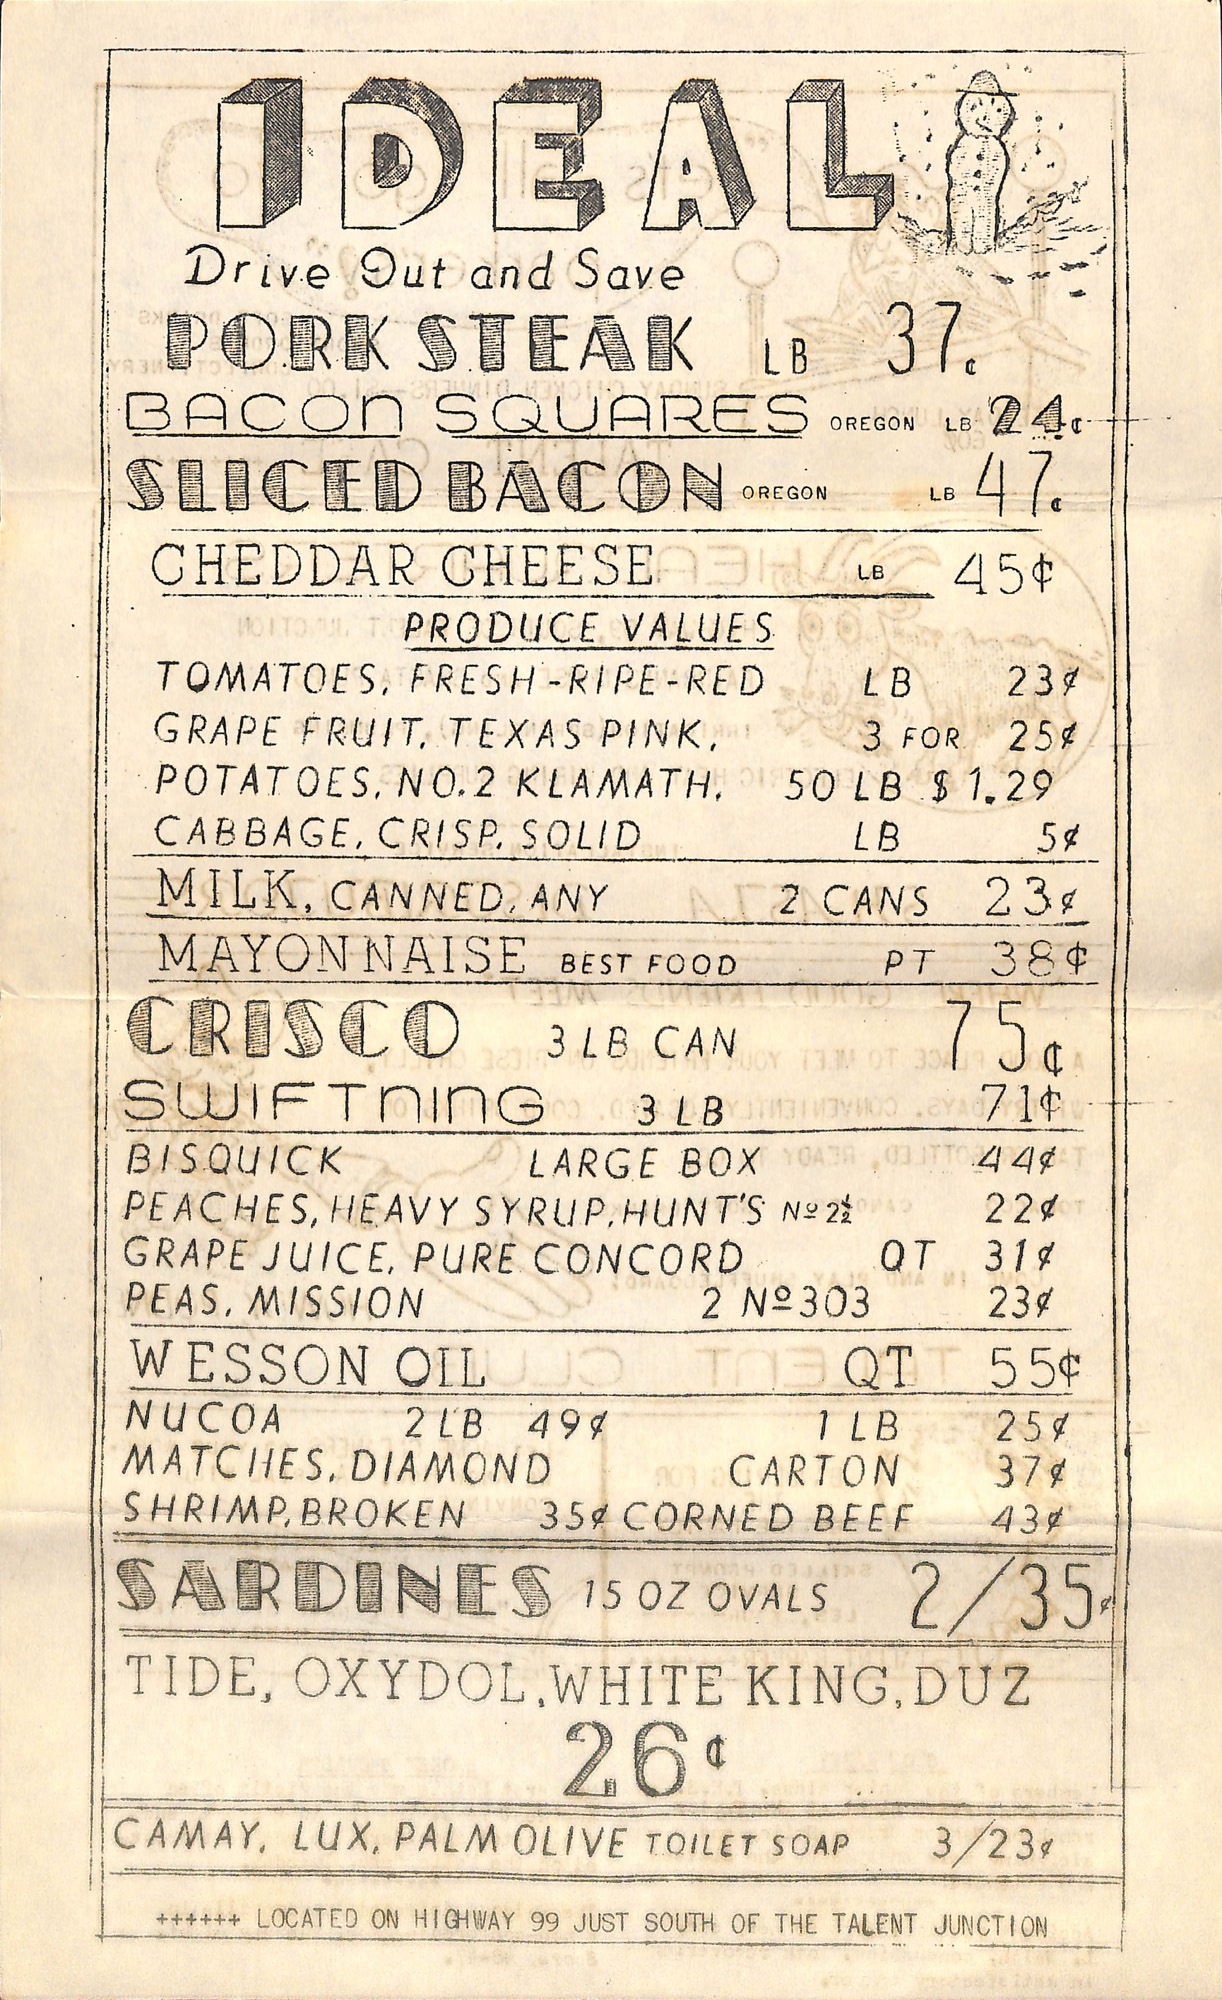 IDEAL
Drive Out and Save
PORK STEAK LB 37¢
BACON SQUARES OREGON LB 24¢
SLICED BACON OREGON LB 47¢
CHEDDAR CHEESE LB 45¢
PRODUCE VALUES
TOMATOES, FRESH-RIPE-RED LB 23¢
GRAPE FRUIT, TEXAS PINK, 3 FOR 25¢
POTATOES, NO.2 KLAMATH, 50 LB $1.29
CABBAGE, CRISP, SOLID LB 5¢
MILK, CANNED, ANY 2 CANS 23¢
MAYONNAISE BEST FOOD PT 38¢
CRISCO 3 LB CAN 75¢
SWIFTNING 3 LB 71¢
BISQUICK LARGE BOX 44¢
PEACHES, HEAVY SYRUP, HUNT'S Nº 2½ 22¢
GRAPE JUICE, PURE CONCORD QT 31¢
PEAS, MISSION 2 Nº 303 23¢
WESSON OIL QT 55¢
NUCOA 2 LB 49¢ 1 LB 25¢
MATCHES, DIAMOND CARTON 37¢
SHRIMP, BROKEN 35¢ CORNED BEEF 43¢
SARDINES 15 OZ OVALS 2/35¢
TIDE, OXYDOL, WHITE KING, DUZ
26¢
CAMAY, LUX, PALM OLIVE TOILET SOAP 3/23¢
++++++ LOCATED ON HIGHWAY 99 JUST SOUTH OF THE TALENT JUNCTION